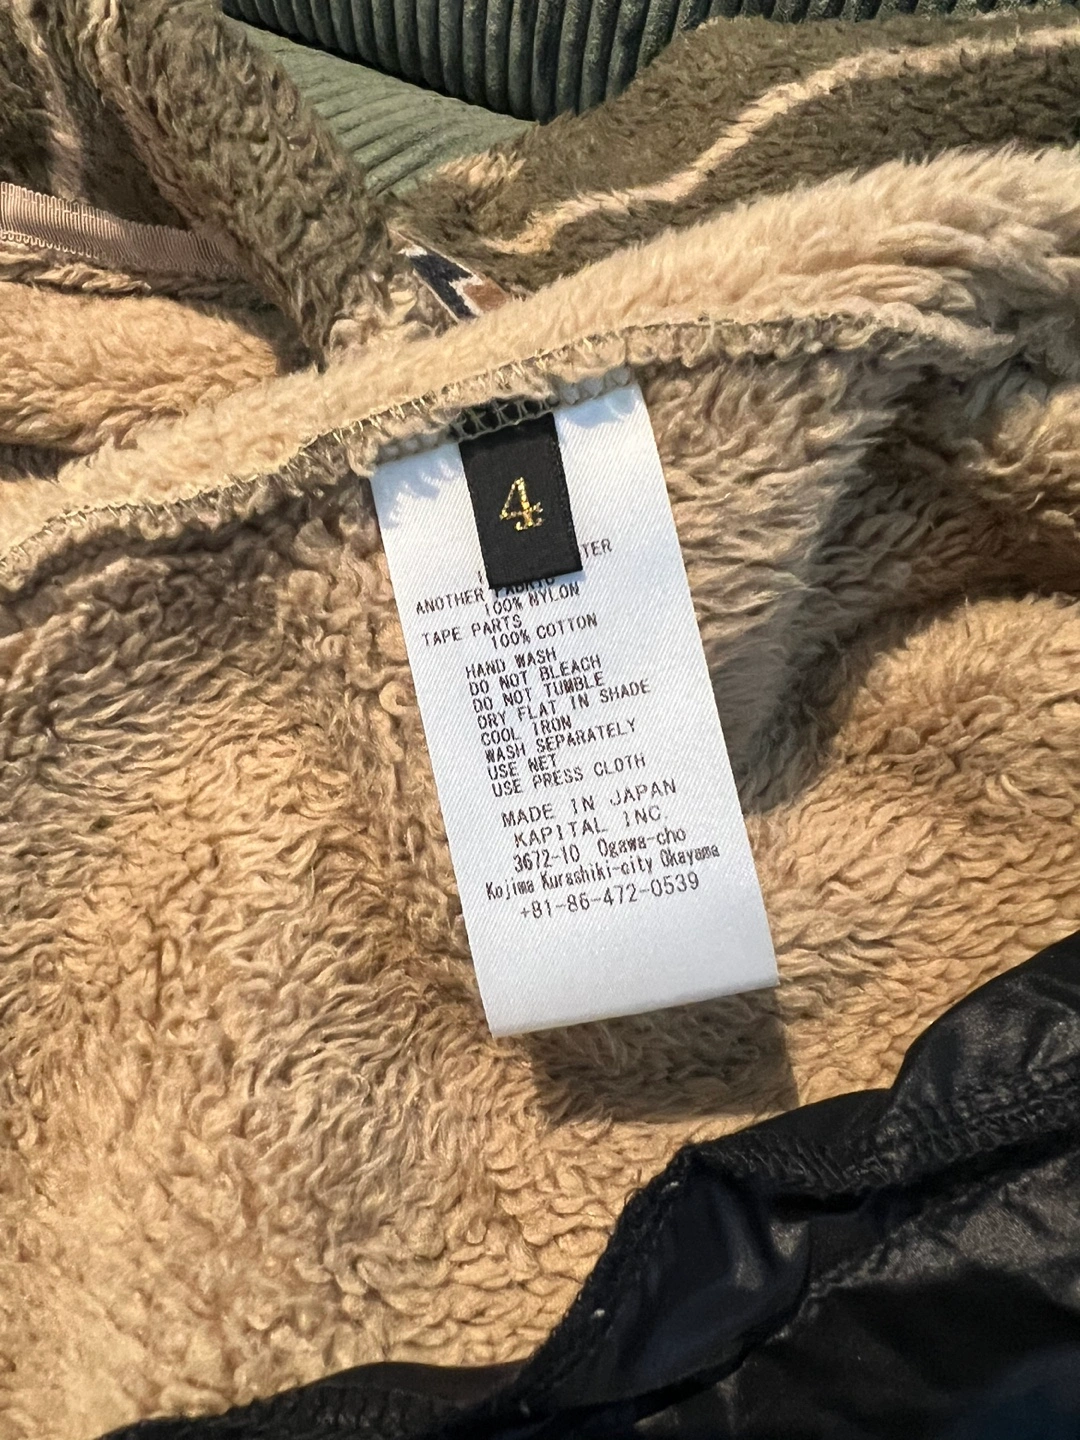 4
ANOTHER FABRIC
100% NYLON
TAPE PARTS
100% COTTON
HAND WASH
DO NOT BLEACH
DO NOT TUMBLE
DRY FLAT IN SHADE
COOL IRON
WASH SEPARATELY
USE NET
USE PRESS CLOTH
MADE IN JAPAN
KAPITAL INC.
3672-10 Ogawa-cho
Kojima Kurashiki-city Okayama
+81-86-472-0539